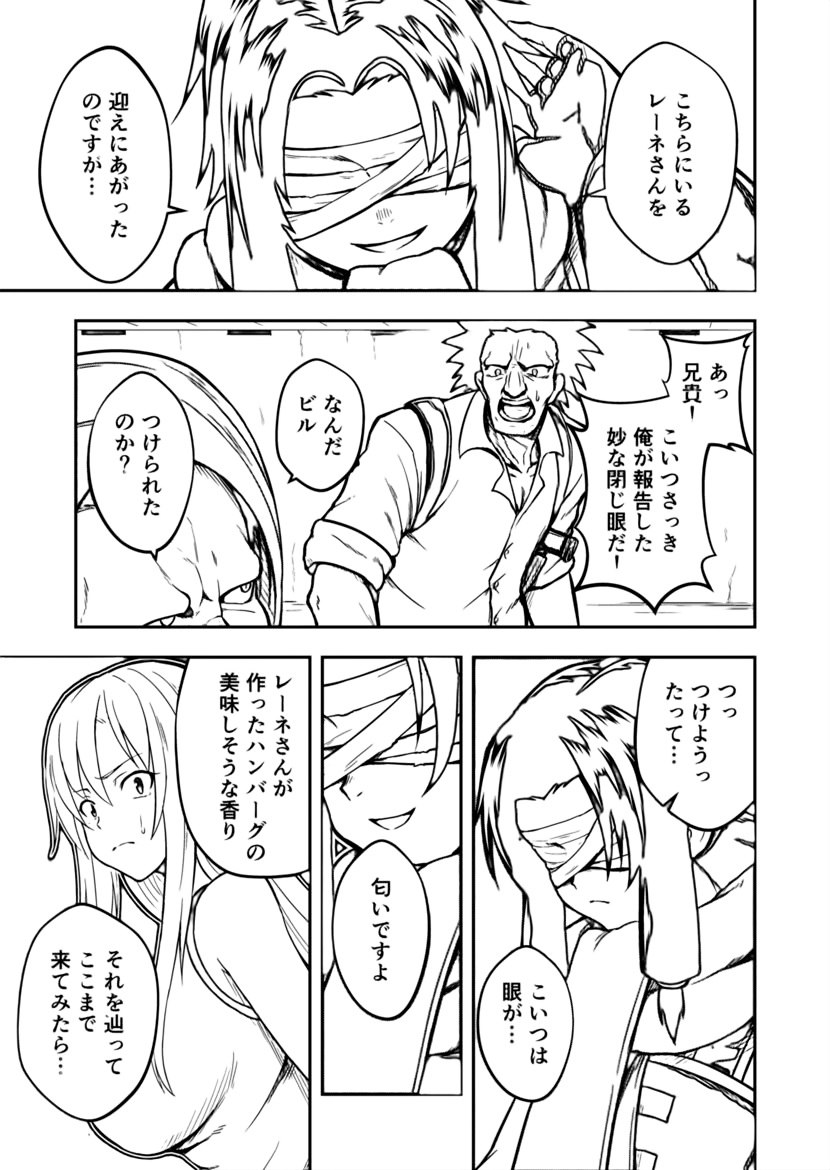 こちらにいる
レーネさんを
迎えにあがった
のですが…
あっ
兄貴！
こいつさっき
俺が報告した
妙な閉じ眼だ！
なんだ
ビル
つけられた
のか？
つっ
つけようっ
たって…
こいつは
眼が…
匂いですよ
レーネさんが
作ったハンバーグの
美味しそうな香り
それを辿って
ここまで
来てみたら…